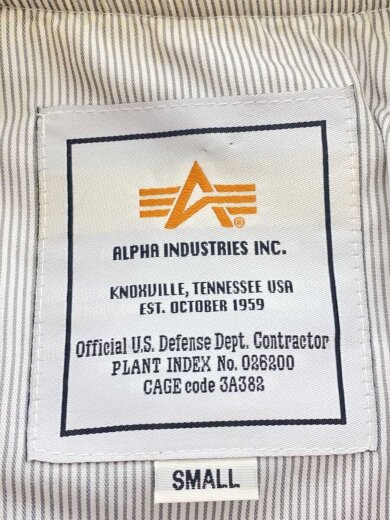 ALPHA INDUSTRIES INC.
KNOXVILLE, TENNESSEE USA
EST. OCTOBER 1959
Official U.S. Defense Dept. Contractor
PLANT INDEX No. 026200
CAGE code 3A382
SMALL